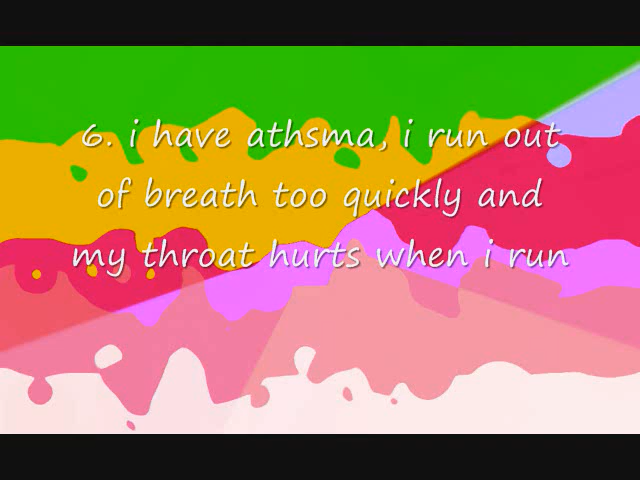 6. i have athsma, i run out
of breath too quickly and
my throat hurts when i run